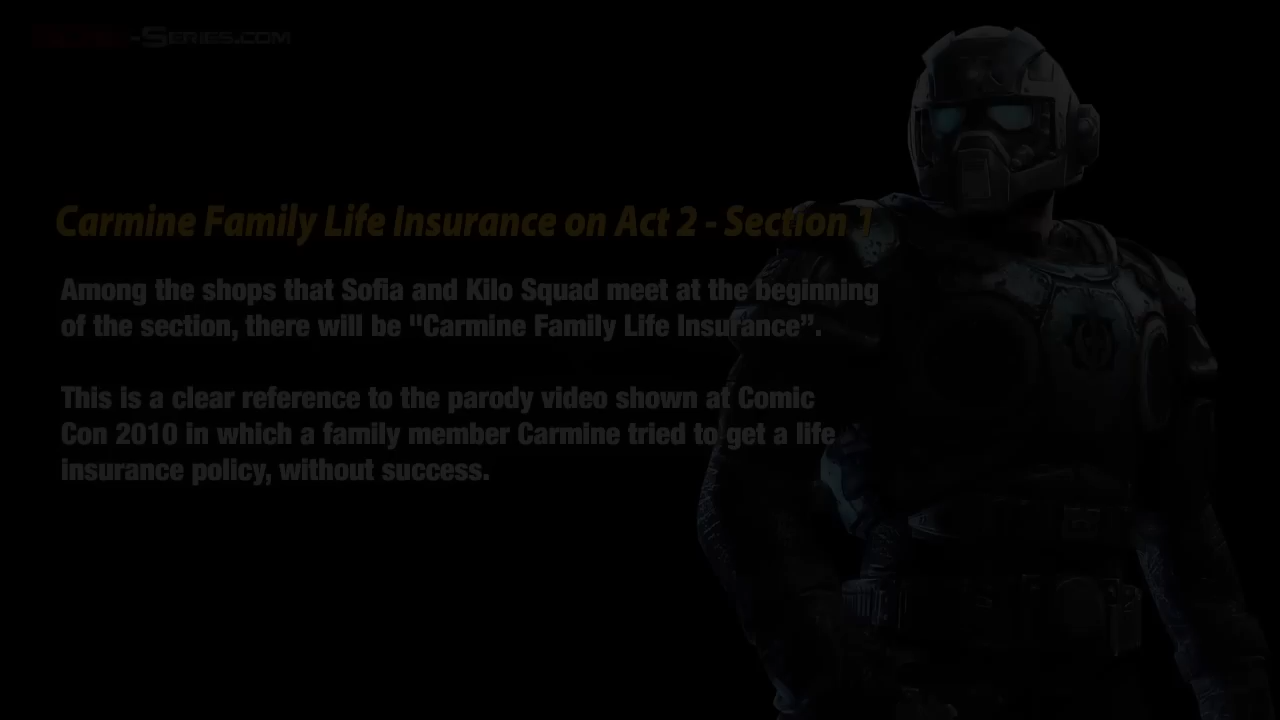 -Series.com
Carmine Family Life Insurance on Act 2 - Section 1
Among the shops that Sofia and Kilo Squad meet at the beginning
of the section, there will be "Carmine Family Life Insurance”.
This is a clear reference to the parody video shown at Comic
Con 2010 in which a family member Carmine tried to get a life
insurance policy, without success.